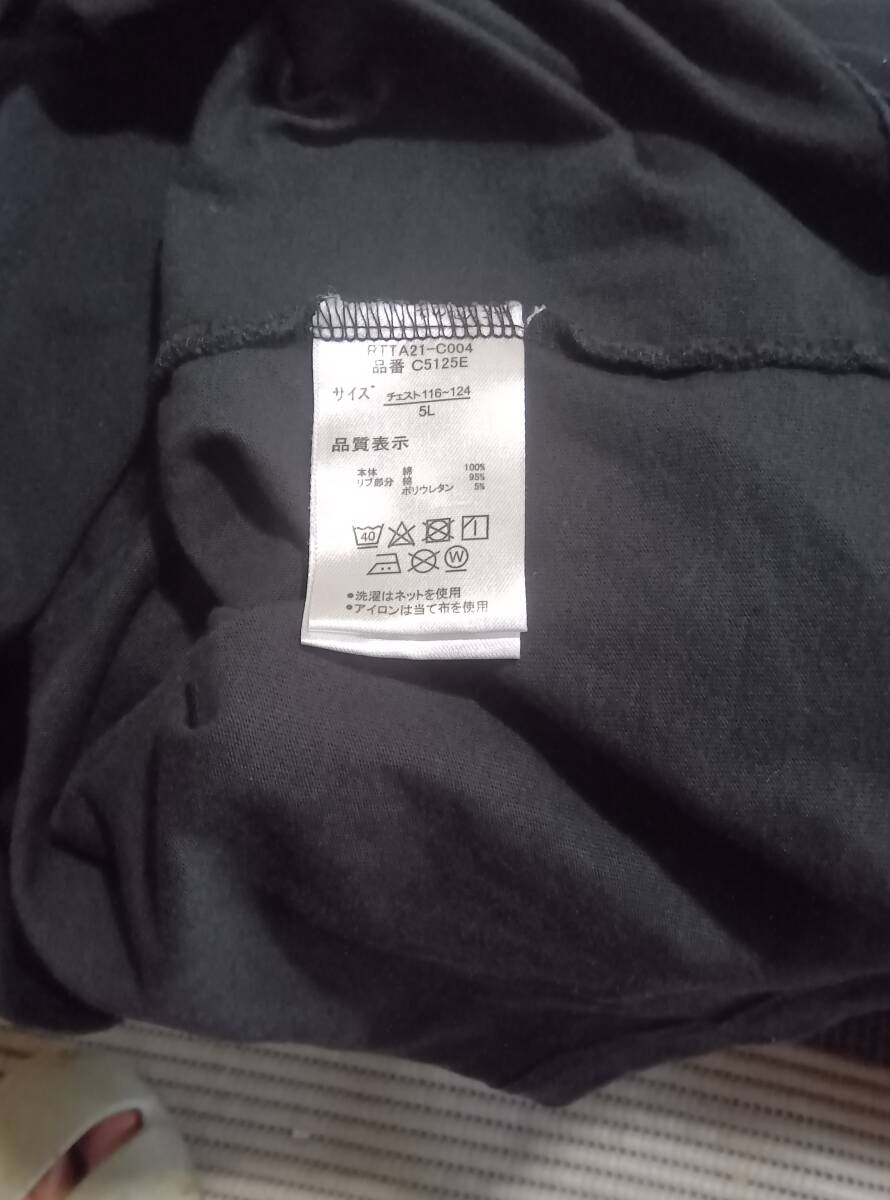 RTTA21-C004
品番 C5125E
サイズ チェスト116~124
5L
品質表示
本体 綿 100%
リブ部分 綿 95%
ポリウレタン 5%
40
W
●洗濯はネットを使用
●アイロンは当て布を使用